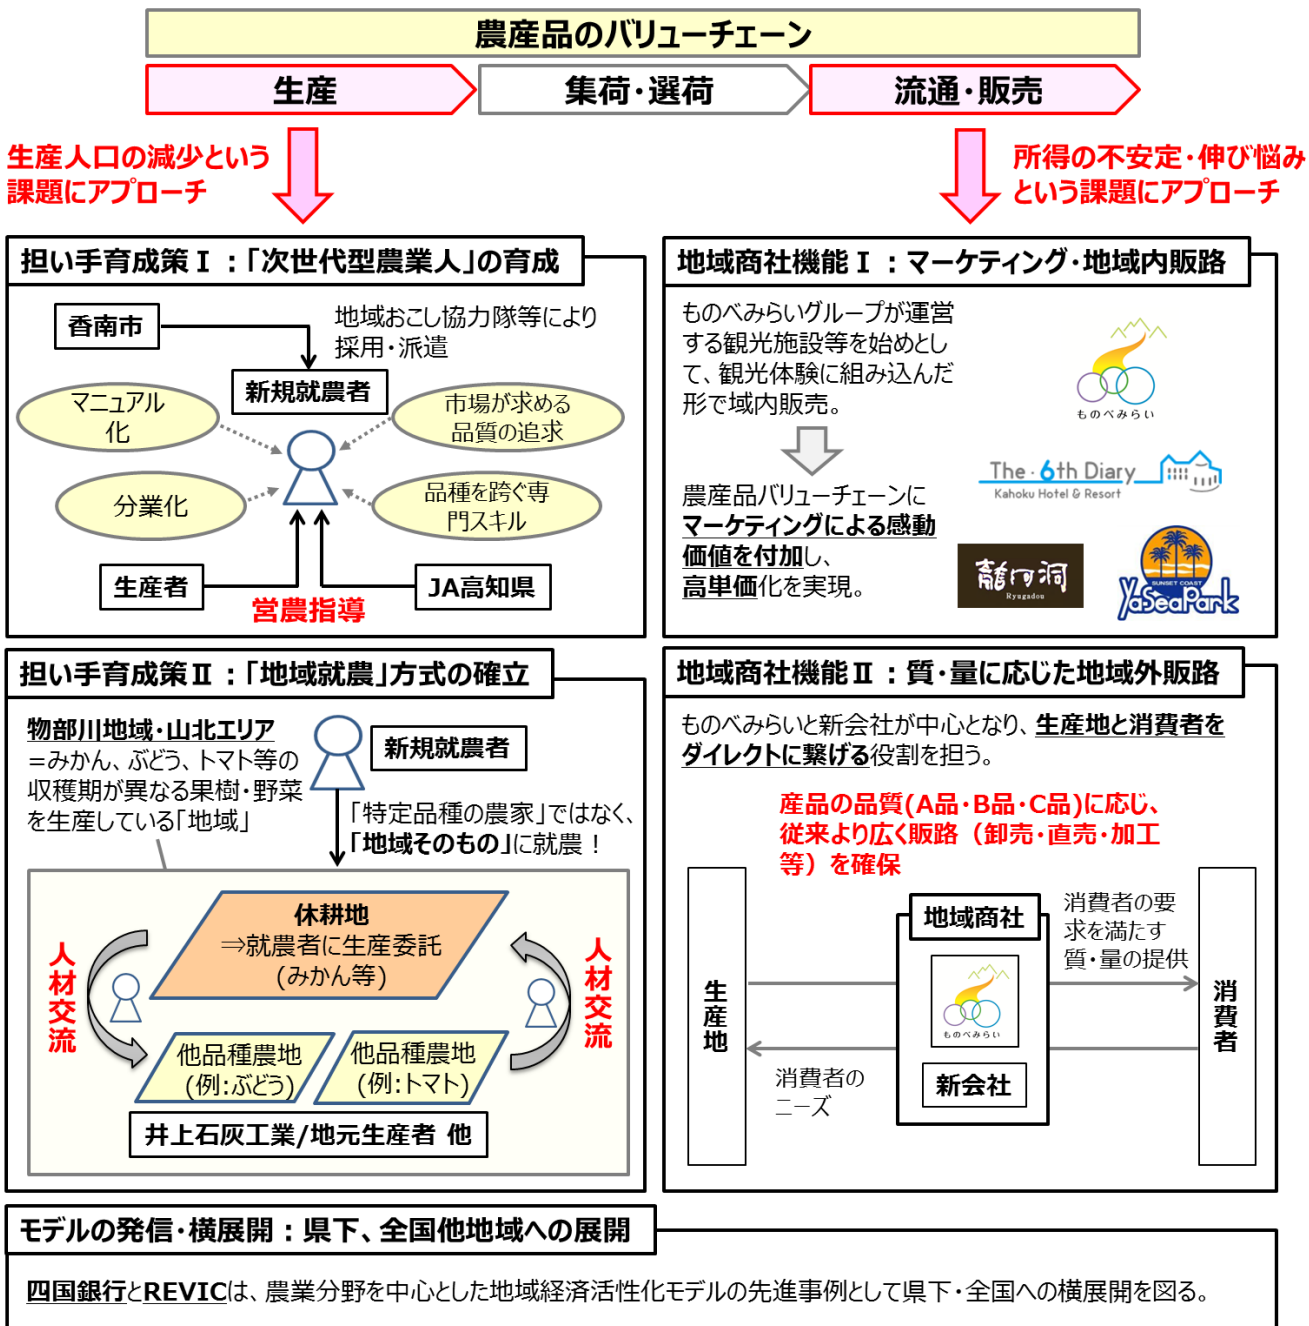 農産品のバリューチェーン
生産
集荷・選荷
流通・販売
生産人口の減少という
課題にアプローチ
所得の不安定・伸び悩み
という課題にアプローチ
担い手育成策Ⅰ：「次世代型農業人」の育成
香南市
地域おこし協力隊等により
採用・派遣
新規就農者
マニュアル
化
市場が求める
品質の追求
分業化
品種を跨ぐ専
門スキル
生産者
JA高知県
営農指導
地域商社機能Ⅰ：マーケティング・地域内販路
ものべみらいグループが運営
する観光施設等を始めとし
て、観光体験に組み込んだ
形で域内販売。
ものべみらい
農産品バリューチェーンに
マーケティングによる感動
価値を付加し、
高単価化を実現。
The・6th Diary
Kahoku Hotel & Resort
龍河洞
Ryugadou
SUNSET COAST
YaSeaPark
担い手育成策Ⅱ：「地域就農」方式の確立
物部川地域・山北エリア
＝みかん、ぶどう、トマト等の
収穫期が異なる果樹・野菜
を生産している「地域」
新規就農者
「特定品種の農家」ではなく、
「地域そのもの」に就農！
休耕地
⇒就農者に生産委託
(みかん等)
人材交流
人材交流
他品種農地
(例:ぶどう)
他品種農地
(例:トマト)
井上石灰工業/地元生産者 他
地域商社機能Ⅱ：質・量に応じた地域外販路
ものべみらいと新会社が中心となり、生産地と消費者を
ダイレクトに繋げる役割を担う。
産品の品質(A品・B品・C品)に応じ、
従来より広く販路（卸売・直売・加工
等）を確保
生産地
地域商社
ものべみらい
新会社
消費者の要
求を満たす
質・量の提供
消費者の
ニーズ
消費者
モデルの発信・横展開：県下、全国他地域への展開
四国銀行とREVICは、農業分野を中心とした地域経済活性化モデルの先進事例として県下・全国への横展開を図る。